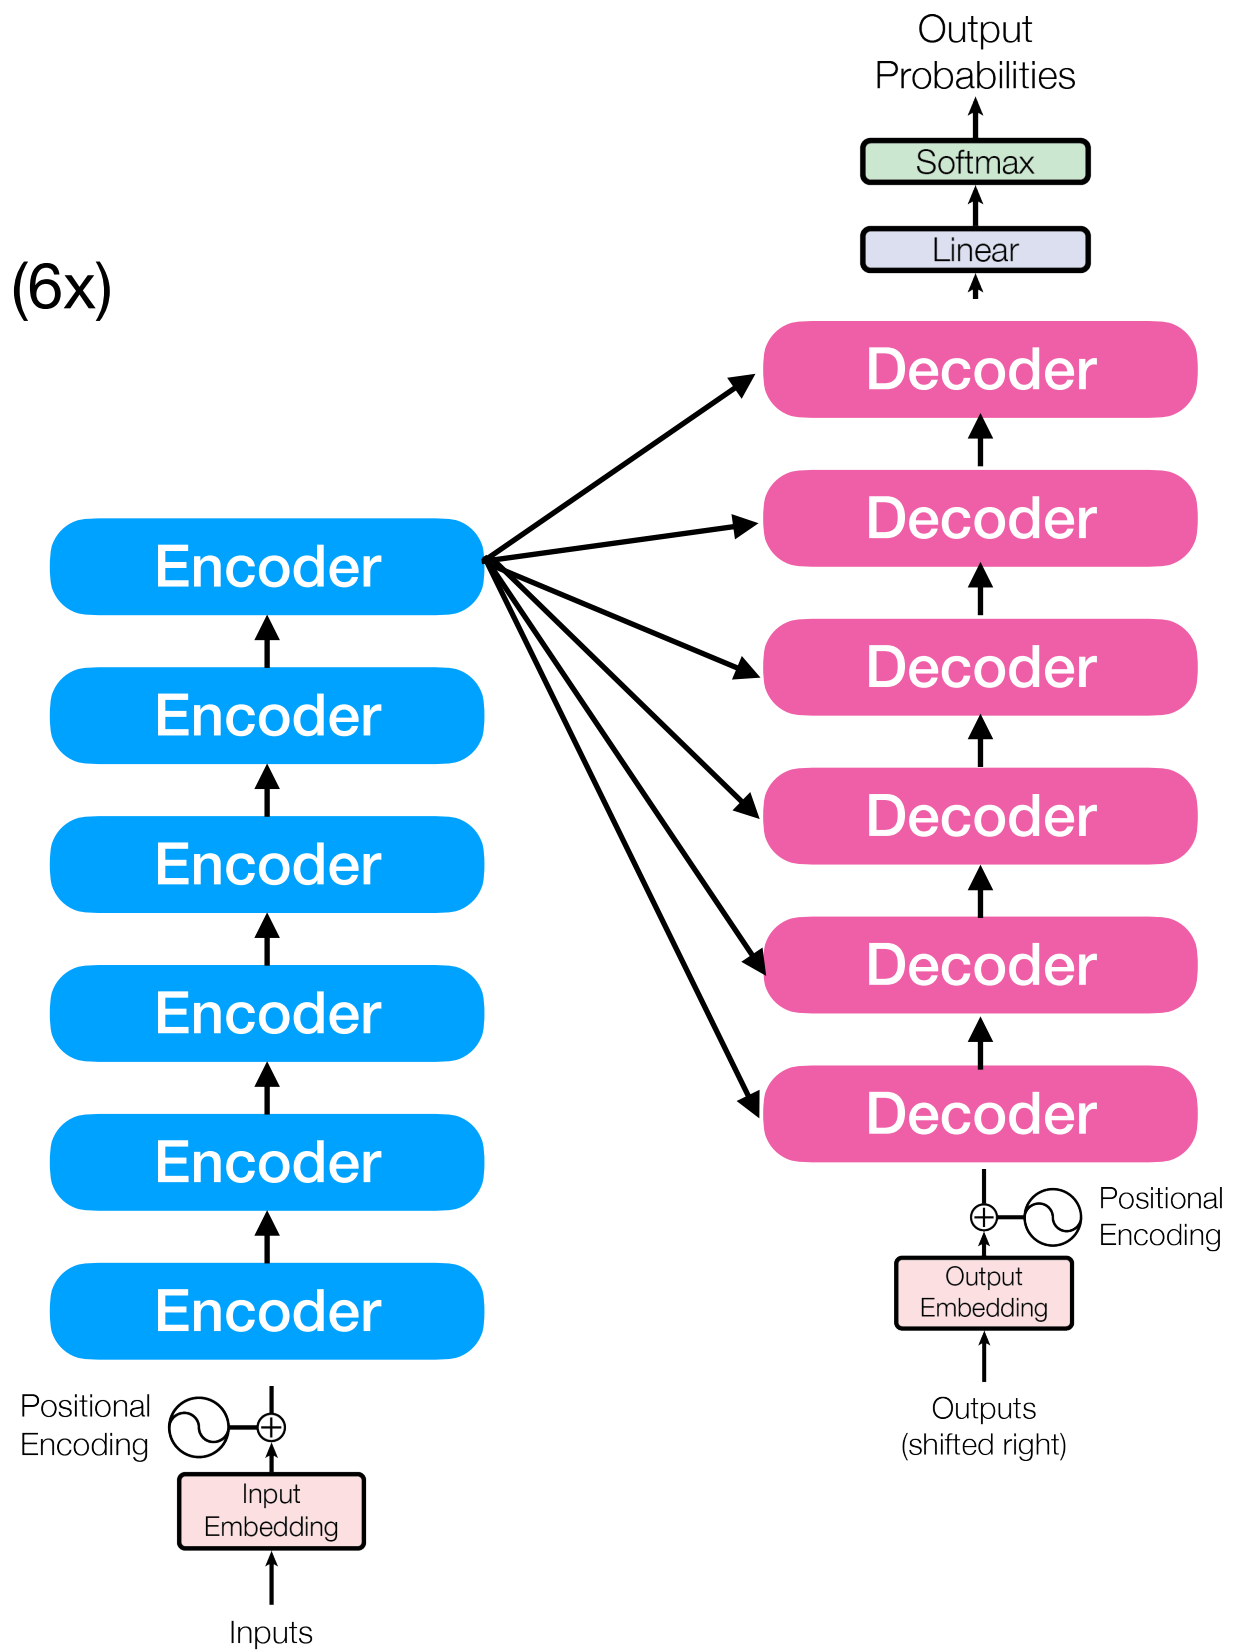 Output
Probabilities
Softmax
Linear
(6x)
Decoder
Decoder
Decoder
Decoder
Decoder
Decoder
Positional
Encoding
Output
Embedding
Outputs
(shifted right)
Encoder
Encoder
Encoder
Encoder
Encoder
Encoder
Positional
Encoding
Input
Embedding
Inputs